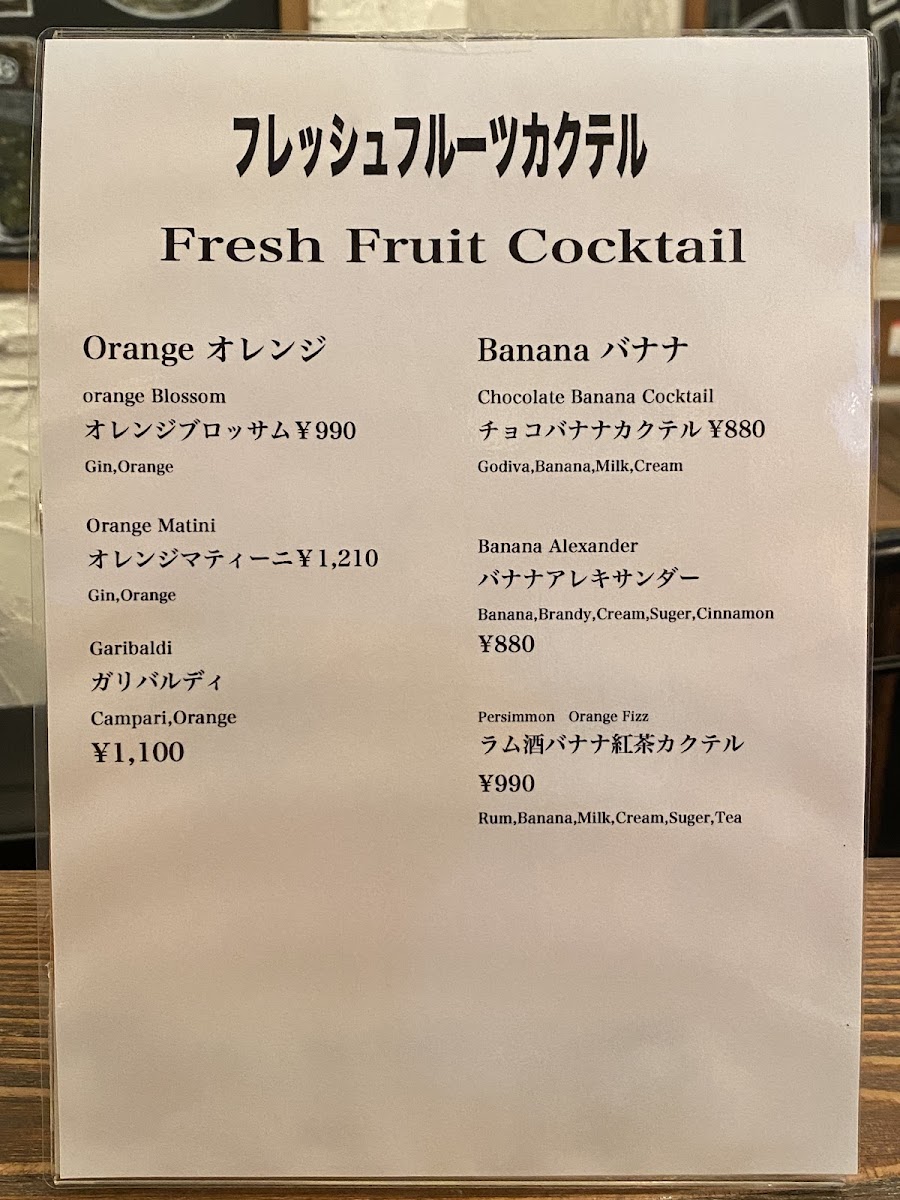 フレッシュフルーツカクテル
Fresh Fruit Cocktail
Orange オレンジ
orange Blossom
オレンジブロッサム¥990
Gin,Orange
Orange Matini
オレンジマティーニ¥1,210
Gin,Orange
Garibaldi
ガリバルディ
Campari,Orange
¥1,100
Banana バナナ
Chocolate Banana Cocktail
チョコバナナカクテル ¥880
Godiva,Banana,Milk,Cream
Banana Alexander
バナナアレキサンダー
Banana,Brandy,Cream,Suger,Cinnamon
¥880
Persimmon Orange Fizz
ラム酒バナナ紅茶カクテル
¥990
Rum,Banana,Milk,Cream,Suger,Tea